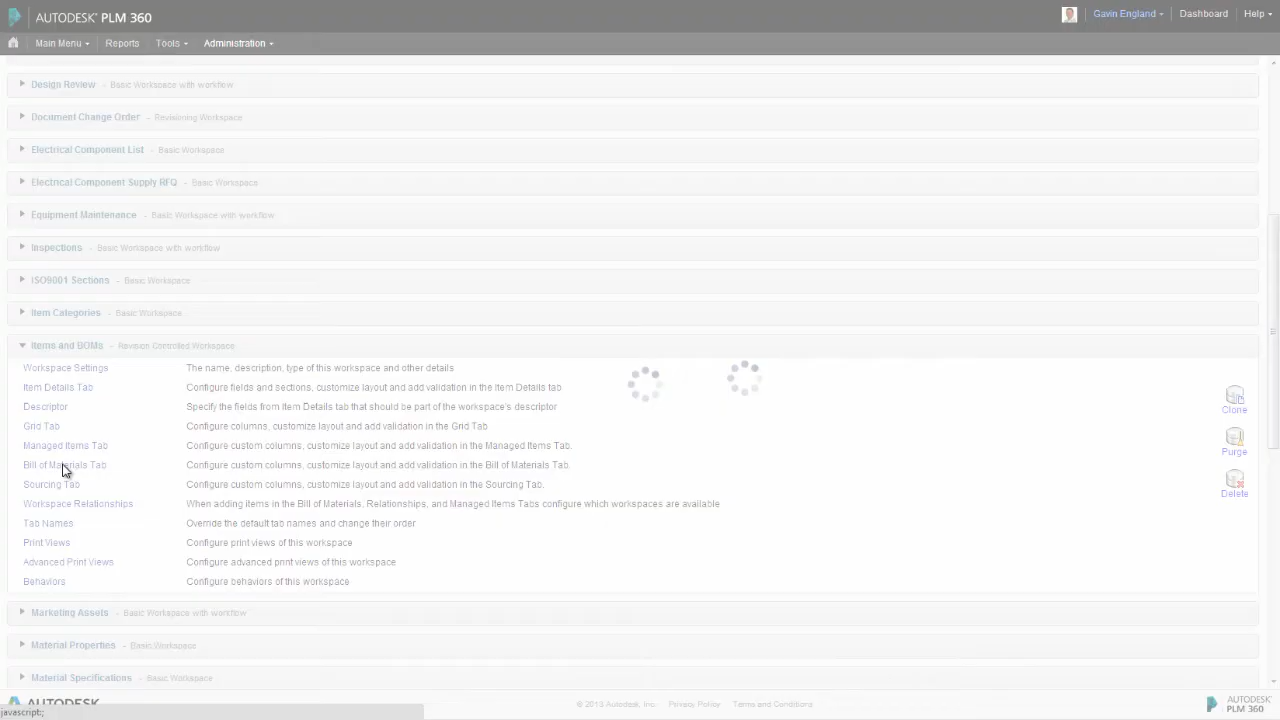 AUTODESK® PLM 360
Gavin England
Dashboard
Help
Main Menu
Reports
Tools
Administration
Design Review - Basic Workspace with workflow
Document Change Order - Revisioning Workspace
Electrical Component List - Basic Workspace
Electrical Component Supply RFQ - Basic Workspace
Equipment Maintenance - Basic Workspace with workflow
Inspections - Basic Workspace with workflow
ISO9001 Sections - Basic Workspace
Item Categories - Basic Workspace
Items and BOMs - Revision Controlled Workspace
Workspace Settings The name, description, type of this workspace and other details
Item Details Tab Configure fields and sections, customize layout and add validation in the Item Details tab
Descriptor Specify the fields from Item Details tab that should be part of the workspace's descriptor
Grid Tab Configure columns, customize layout and add validation in the Grid Tab
Managed Items Tab Configure custom columns, customize layout and add validation in the Managed Items Tab.
Bill of Materials Tab Configure custom columns, customize layout and add validation in the Bill of Materials Tab.
Sourcing Tab Configure custom columns, customize layout and add validation in the Sourcing Tab.
Workspace Relationships When adding items in the Bill of Materials, Relationships, and Managed Items Tabs configure which workspaces are available
Tab Names Override the default tab names and change their order
Print Views Configure print views of this workspace
Advanced Print Views Configure advanced print views of this workspace
Behaviors Configure behaviors of this workspace
Clone
Purge
Delete
Marketing Assets - Basic Workspace with workflow
Material Properties - Basic Workspace
Material Specifications - Basic Workspace
AUTODESK
© 2013 Autodesk, Inc. Privacy Policy Terms and Conditions
AUTODESK®
PLM 360
javascript:;